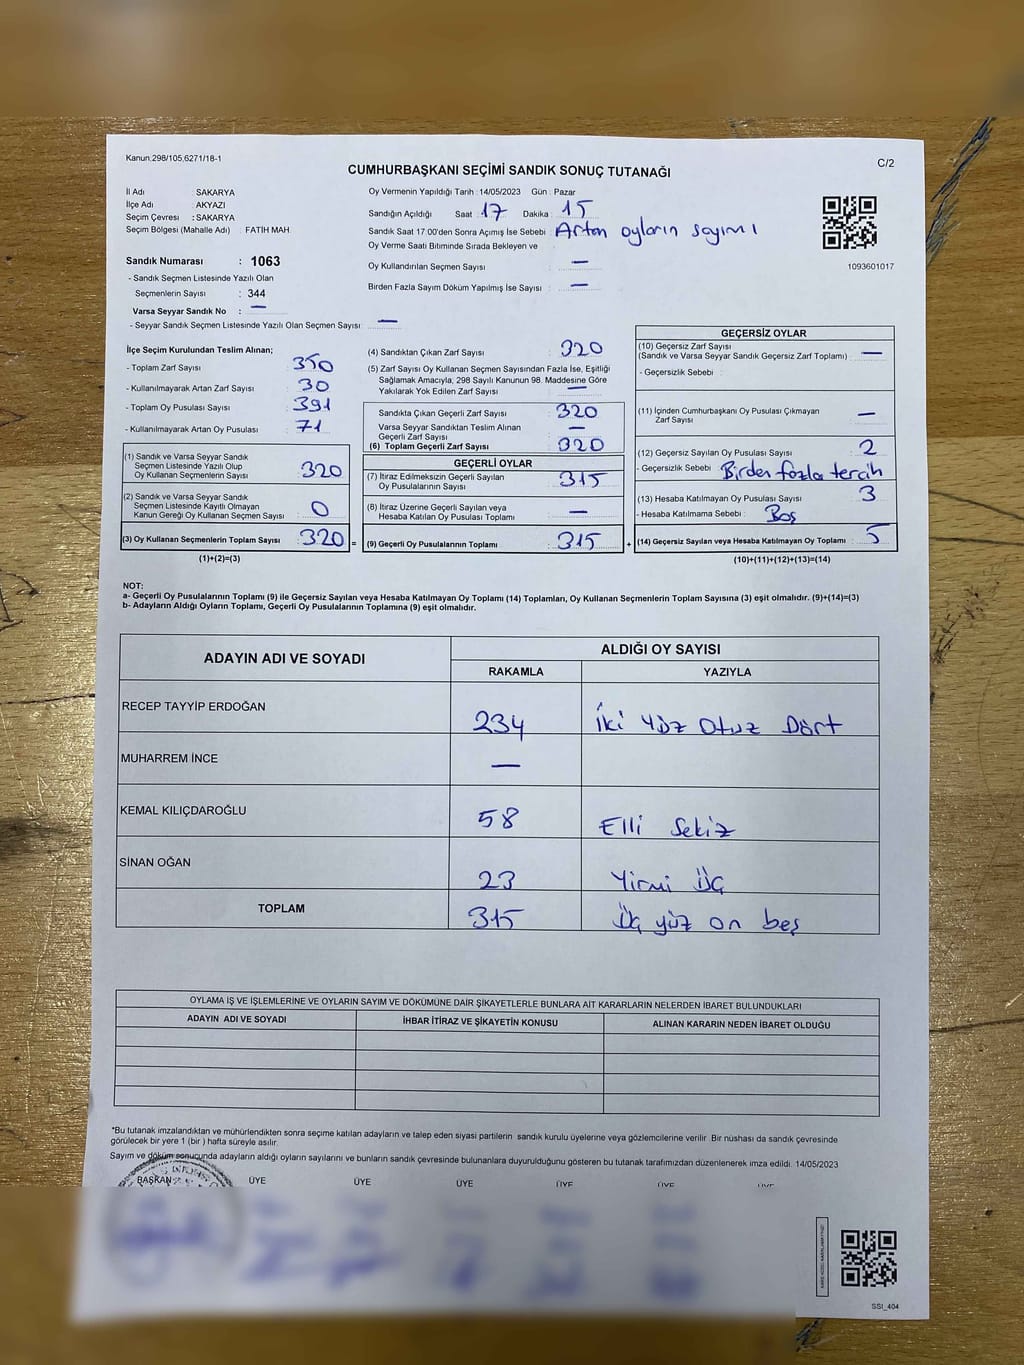 Kanun:298/105,6271/18-1
C/2
CUMHURBAŞKANI SEÇİMİ SANDIK SONUÇ TUTANAĞI
İl Adı : SAKARYA
İlçe Adı : AKYAZI
Seçim Çevresi : SAKARYA
Seçim Bölgesi (Mahalle Adı) : FATİH MAH.
Sandık Numarası : 1063
- Sandık Seçmen Listesinde Yazılı Olan
Seçmenlerin Sayısı : 344
Varsa Seyyar Sandık No : —
- Seyyar Sandık Seçmen Listesinde Yazılı Olan Seçmen Sayısı —
Oy Vermenin Yapıldığı Tarih : 14/05/2023 Gün : Pazar
Sandığın Açıldığı Saat : 17 Dakika : 15
Sandık Saat 17.00'den Sonra Açımış İse Sebebi : Artan oyların sayımı
Oy Verme Saati Bitiminde Sırada Bekleyen ve
Oy Kullandırılan Seçmen Sayısı : —
Birden Fazla Sayım Döküm Yapılmış İse Sayısı : —
1093601017
İlçe Seçim Kurulundan Teslim Alınan;
- Toplam Zarf Sayısı : 350
- Kullanılmayarak Artan Zarf Sayısı : 30
- Toplam Oy Pusulası Sayısı : 391
- Kullanılmayarak Artan Oy Pusulası : 71
(1) Sandık ve Varsa Seyyar Sandık
Seçmen Listesinde Yazılı Olup
Oy Kullanan Seçmenlerin Sayısı : 320
(2) Sandık ve Varsa Seyyar Sandık
Seçmen Listesinde Kayıtlı Olmayan
Kanun Gereği Oy Kullanan Seçmen Sayısı : 0
(3) Oy Kullanan Seçmenlerin Toplam Sayısı : 320 =
(1)+(2)=(3)
(4) Sandıktan Çıkan Zarf Sayısı : 320
(5) Zarf Sayısı Oy Kullanan Seçmen Sayısından Fazla İse, Eşitliği
Sağlamak Amacıyla, 298 Sayılı Kanunun 98. Maddesine Göre
Yakılarak Yok Edilen Zarf Sayısı : —
Sandıkta Çıkan Geçerli Zarf Sayısı : 320
Varsa Seyyar Sandıktan Teslim Alınan
Geçerli Zarf Sayısı : —
(6) Toplam Geçerli Zarf Sayısı : 320
GEÇERLİ OYLAR
(7) İtiraz Edilmeksizin Geçerli Sayılan
Oy Pusulalarının Sayısı : 315
(8) İtiraz Üzerine Geçerli Sayılan veya
Hesaba Katılan Oy Pusulası Toplamı : —
(9) Geçerli Oy Pusulalarının Toplamı : 315 +
GEÇERSİZ OYLAR
(10) Geçersiz Zarf Sayısı
(Sandık ve Varsa Seyyar Sandık Geçersiz Zarf Toplamı) : —
- Geçersizlik Sebebi :
(11) İçinden Cumhurbaşkanı Oy Pusulası Çıkmayan
Zarf Sayısı : —
(12) Geçersiz Sayılan Oy Pusulası Sayısı : 2
- Geçersizlik Sebebi : Birden fazla tercih
(13) Hesaba Katılmayan Oy Pusulası Sayısı : 3
- Hesaba Katılmama Sebebi : Boş
(14) Geçersiz Sayılan veya Hesaba Katılmayan Oy Toplamı : 5
(10)+(11)+(12)+(13)=(14)
NOT:
a- Geçerli Oy Pusulalarının Toplamı (9) ile Geçersiz Sayılan veya Hesaba Katılmayan Oy Toplamı (14) Toplamları, Oy Kullanan Seçmenlerin Toplam Sayısına (3) eşit olmalıdır. (9)+(14)=(3)
b- Adayların Aldığı Oyların Toplamı, Geçerli Oy Pusulalarının Toplamına (9) eşit olmalıdır.
ADAYIN ADI VE SOYADI ALDIĞI OY SAYISI
RAKAMLA YAZIYLA
RECEP TAYYİP ERDOĞAN 234 İki Yüz Otuz Dört
MUHARREM İNCE —
KEMAL KILIÇDAROĞLU 58 Elli Sekiz
SİNAN OĞAN 23 Yirmi Üç
TOPLAM 315 Üç yüz on beş
OYLAMA İŞ VE İŞLEMLERİNE VE OYLARIN SAYIM VE DÖKÜMÜNE DAİR ŞİKAYETLERLE BUNLARA AİT KARARLARIN NELERDEN İBARET BULUNDUKLARI
ADAYIN ADI VE SOYADI İHBAR İTİRAZ VE ŞİKAYETİN KONUSU ALINAN KARARIN NEDEN İBARET OLDUĞU
*Bu tutanak imzalandıktan ve mühürlendikten sonra seçime katılan adayların ve talep eden siyasi partilerin sandık kurulu üyelerine veya gözlemcilerine verilir. Bir nüshası da sandık çevresinde
görülecek bir yere 1 (bir ) hafta süreyle asılır.
Sayım ve döküm sonucunda adayların aldığı oyların sayılarını ve bunların sandık çevresinde bulunanlara duyurulduğunu gösteren bu tutanak tarafımızdan düzenlenerek imza edildi. 14/05/2023
BAŞKAN ÜYE ÜYE ÜYE ÜYE ÜYE ÜYE
SSİ_404